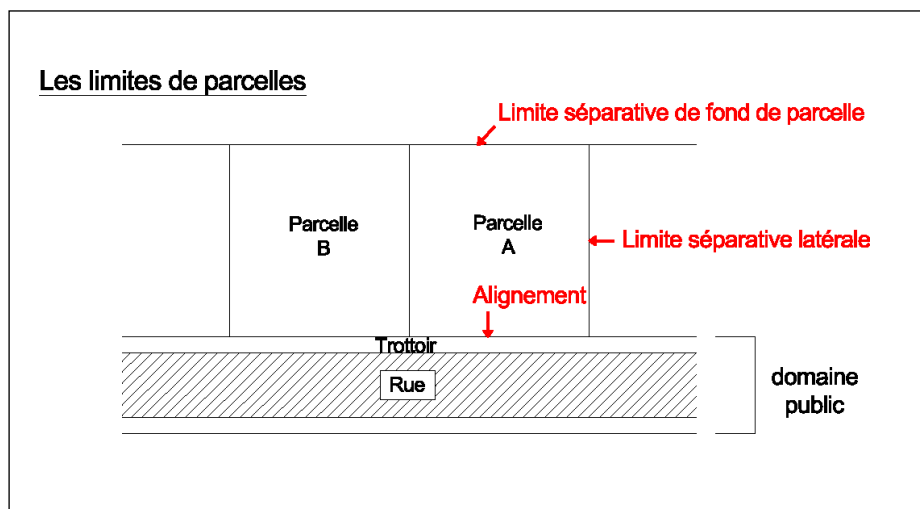 Les limites de parcelles
Limite séparative de fond de parcelle
Parcelle
B
Parcelle
A
Limite séparative latérale
Alignement
Trottoir
Rue
domaine
public